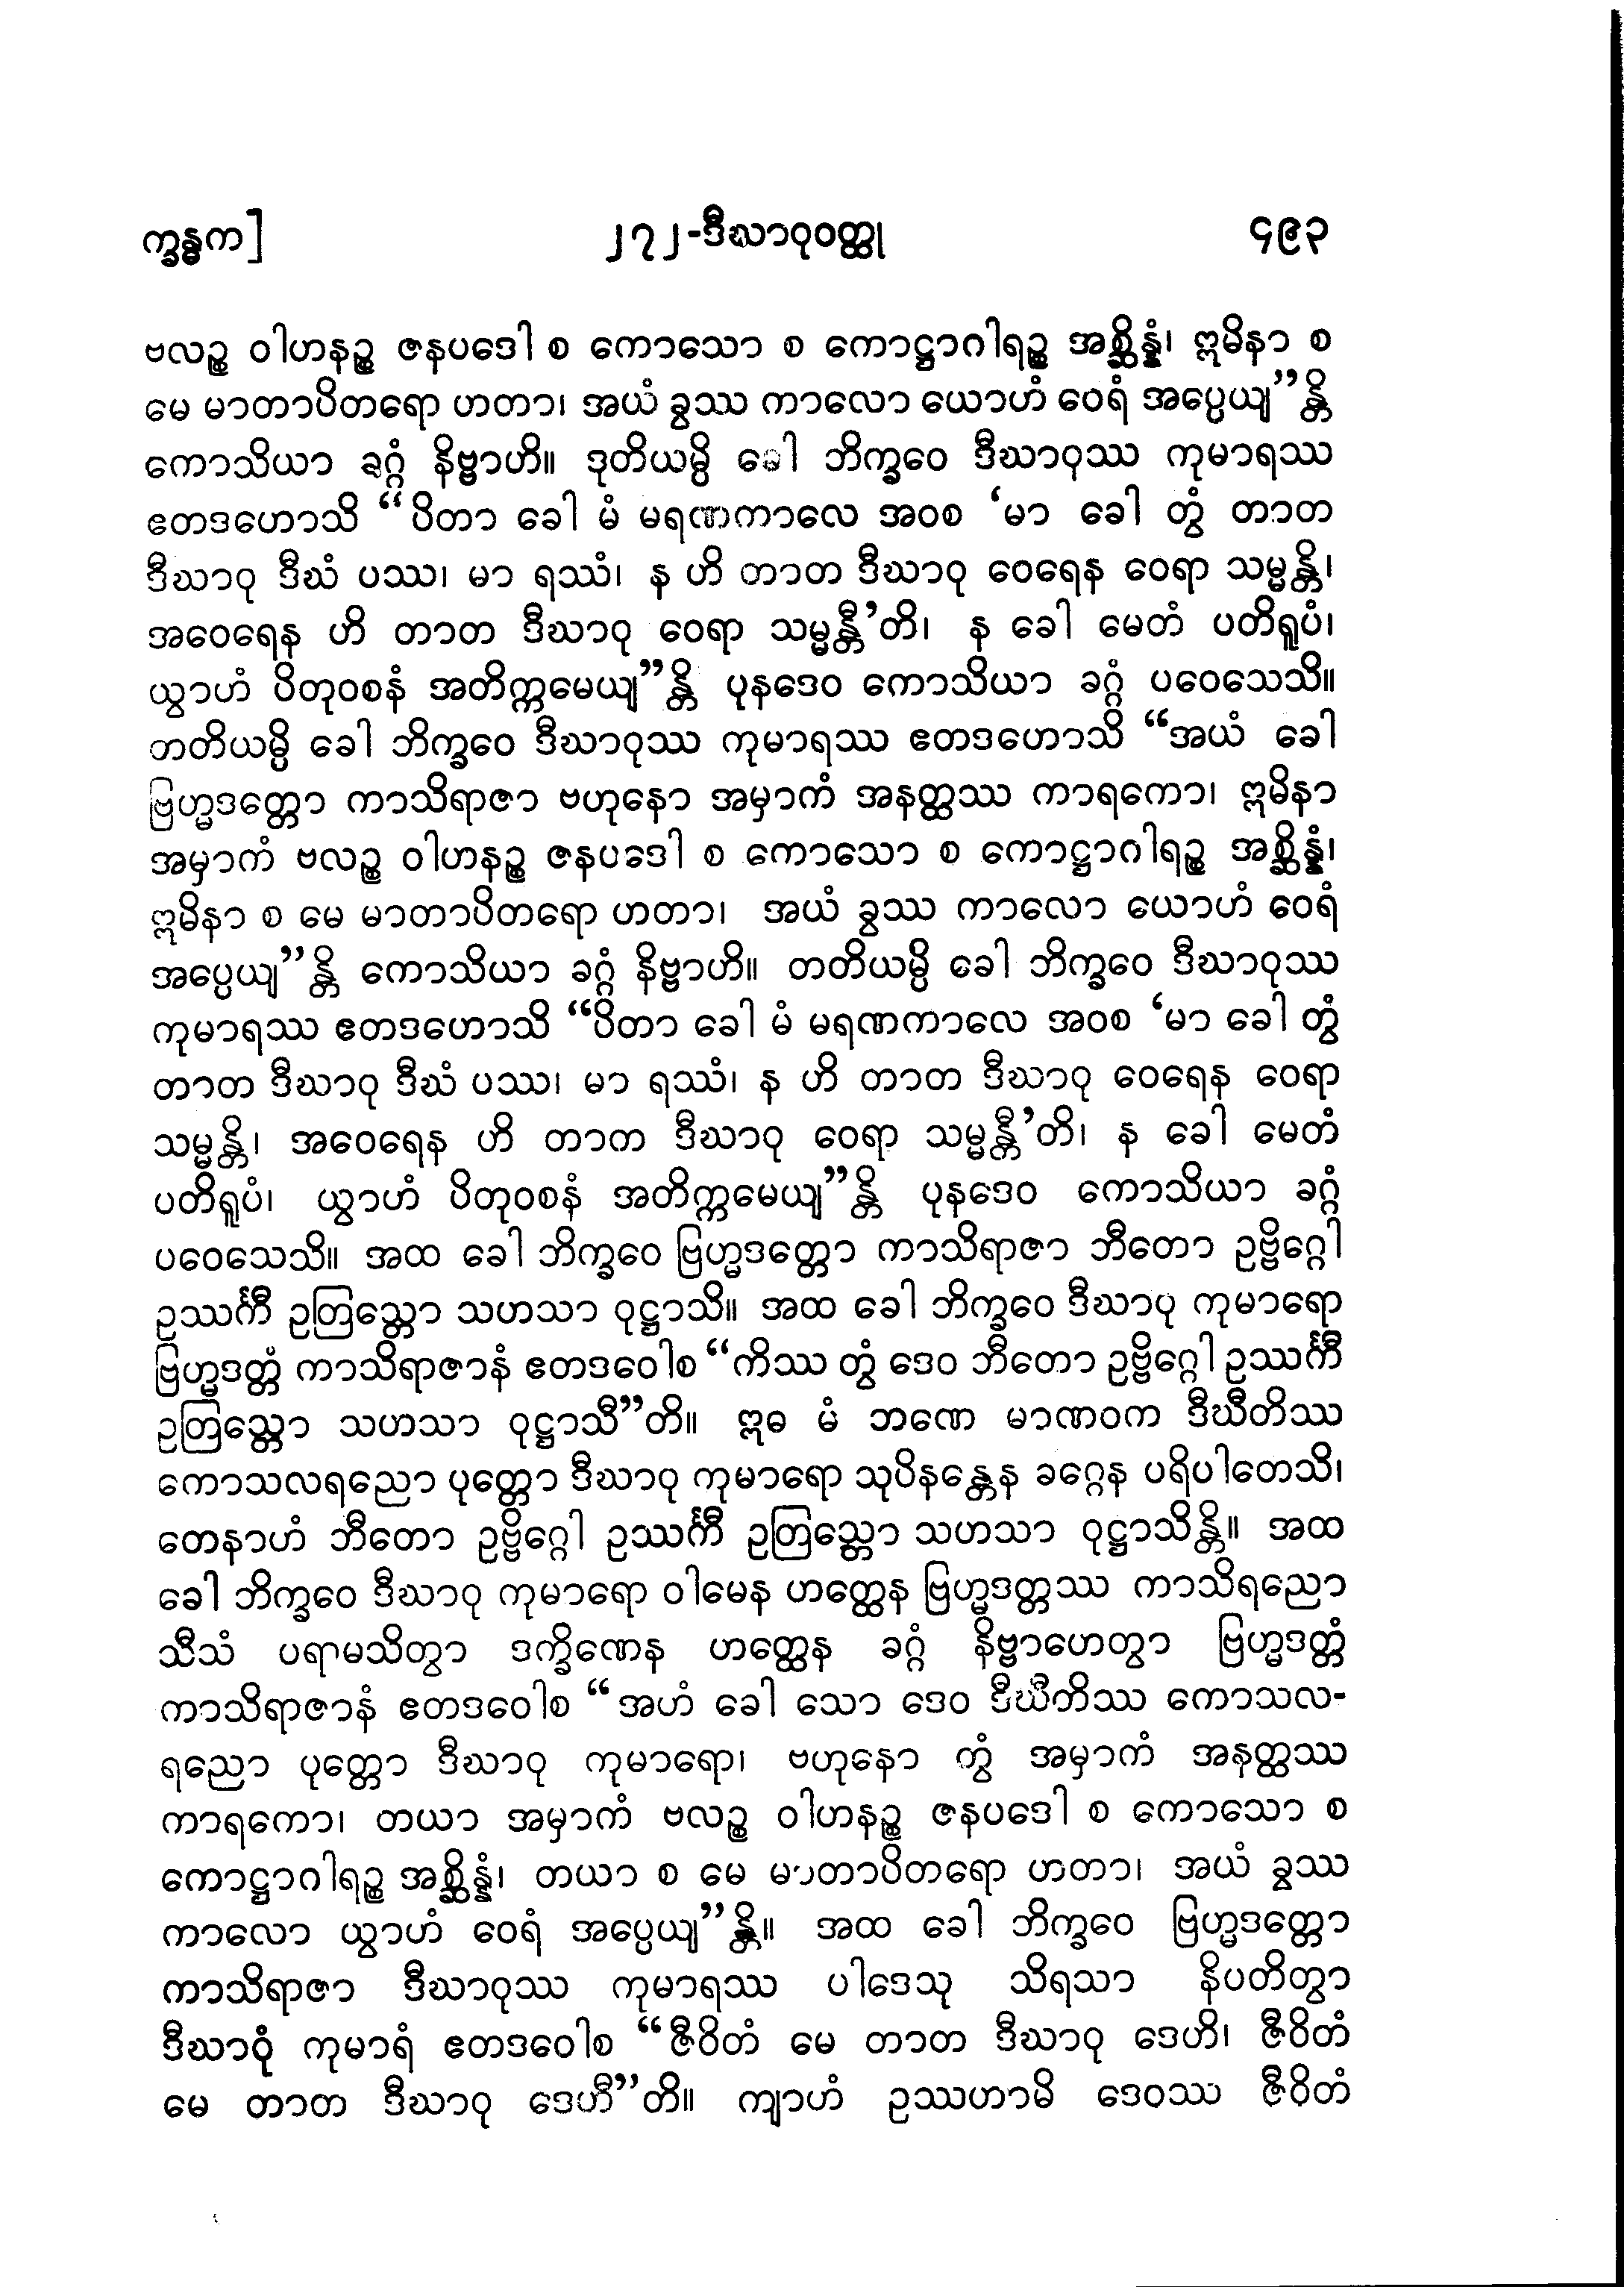 က္ခန္ဓက]
၂၇၂-ဒီဃာဝုဝတ္ထု
၄၉၃
ဗလဉ္စ ဝါဟနဉ္စ ဇနပဒေါ စ ကောသော စ ကောဋ္ဌာဂါရဉ္စ အစ္ဆိန္နံ၊ ဣမိနာ စ
မေ မာတာပိတရော ဟတာ၊ အယံ ခွဿ ကာလော ယောဟံ ဝေရံ အပ္ပေယျ”န္တိ
ကောသိယာ ခဂ္ဂံ နိဗ္ဗာဟိ။ ဒုတိယမ္ပိ ခေါ ဘိက္ခဝေ ဒီဃာဝုဿ ကုမာရဿ
ဧတဒဟောသိ “ပိတာ ခေါ မံ မရဏကာလေ အဝစ ‘မာ ခေါ တွံ တာတ
ဒီဃာဝု ဒီဃံ ပဿ၊ မာ ရဿံ၊ န ဟိ တာတ ဒီဃာဝု ဝေရေန ဝေရာ သမ္မန္တိ၊
အဝေရေန ဟိ တာတ ဒီဃာဝု ဝေရာ သမ္မန္တီ’တိ၊ န ခေါ မေတံ ပတိရူပံ၊
ယွာဟံ ပိတုဝစနံ အတိက္ကမေယျ”န္တိ ပုနဒေဝ ကောသိယာ ခဂ္ဂံ ပဝေသေသိ။
တတိယမ္ပိ ခေါ ဘိက္ခဝေ ဒီဃာဝုဿ ကုမာရဿ ဧတဒဟောသိ “အယံ ခေါ
ဗြဟ္မဒတ္တော ကာသိရာဇာ ဗဟုနော အမှာကံ အနတ္ထဿ ကာရကော၊ ဣမိနာ
အမှာကံ ဗလဉ္စ ဝါဟနဉ္စ ဇနပဒေါ စ ကောသော စ ကောဋ္ဌာဂါရဉ္စ အစ္ဆိန္နံ၊
ဣမိနာ စ မေ မာတာပိတရော ဟတာ၊ အယံ ခွဿ ကာလော ယောဟံ ဝေရံ
အပ္ပေယျ”န္တိ ကောသိယာ ခဂ္ဂံ နိဗ္ဗာဟိ။ တတိယမ္ပိ ခေါ ဘိက္ခဝေ ဒီဃာဝုဿ
ကုမာရဿ ဧတဒဟောသိ “ပိတာ ခေါ မံ မရဏကာလေ အဝစ ‘မာ ခေါ တွံ
တာတ ဒီဃာဝု ဒီဃံ ပဿ၊ မာ ရဿံ၊ န ဟိ တာတ ဒီဃာဝု ဝေရေန ဝေရာ
သမ္မန္တိ၊ အဝေရေန ဟိ တာတ ဒီဃာဝု ဝေရာ သမ္မန္တီ’တိ၊ န ခေါ မေတံ
ပတိရူပံ၊ ယွာဟံ ပိတုဝစနံ အတိက္ကမေယျ”န္တိ ပုနဒေဝ ကောသိယာ ခဂ္ဂံ
ပဝေသေသိ။ အထ ခေါ ဘိက္ခဝေ ဗြဟ္မဒတ္တော ကာသိရာဇာ ဘီတော ဥဗ္ဗိဂ္ဂေါ
ဥဿင်္ကီ ဥတြသ္တော သဟသာ ဝုဋ္ဌာသိ။ အထ ခေါ ဘိက္ခဝေ ဒီဃာဝု ကုမာရော
ဗြဟ္မဒတ္တံ ကာသိရာဇာနံ ဧတဒဝေါစ “ကိဿ တွံ ဒေဝ ဘီတော ဥဗ္ဗိဂ္ဂေါ ဥဿင်္ကီ
ဥတြသ္တော သဟသာ ဝုဋ္ဌာသီ”တိ။ ဣဓ မံ ဘဏေ မာဏဝက ဒီဃီတိဿ
ကောသလရညော ပုတ္တော ဒီဃာဝု ကုမာရော သုပိနန္တေန ခဂ္ဂေန ပရိပါတေသိ၊
တေနာဟံ ဘီတော ဥဗ္ဗိဂ္ဂေါ ဥဿင်္ကီ ဥတြသ္တော သဟသာ ဝုဋ္ဌာသိန္တိ။ အထ
ခေါ ဘိက္ခဝေ ဒီဃာဝု ကုမာရော ဝါမေန ဟတ္ထေန ဗြဟ္မဒတ္တဿ ကာသိရညော
သီသံ ပရာမသိတွာ ဒက္ခိဏေန ဟတ္ထေန ခဂ္ဂံ နိဗ္ဗာဟေတွာ ဗြဟ္မဒတ္တံ
ကာသိရာဇာနံ ဧတဒဝေါစ “အဟံ ခေါ သော ဒေဝ ဒီဃီတိဿ ကောသလ-
ရညော ပုတ္တော ဒီဃာဝု ကုမာရော၊ ဗဟုနော တွံ အမှာကံ အနတ္ထဿ
ကာရကော၊ တယာ အမှာကံ ဗလဉ္စ ဝါဟနဉ္စ ဇနပဒေါ စ ကောသော စ
ကောဋ္ဌာဂါရဉ္စ အစ္ဆိန္နံ၊ တယာ စ မေ မာတာပိတရော ဟတာ၊ အယံ ခွဿ
ကာလော ယွာဟံ ဝေရံ အပ္ပေယျ”န္တိ။ အထ ခေါ ဘိက္ခဝေ ဗြဟ္မဒတ္တော
ကာသိရာဇာ ဒီဃာဝုဿ ကုမာရဿ ပါဒေသု သိရသာ နိပတိတွာ
ဒီဃာဝုံ ကုမာရံ ဧတဒဝေါစ “ဇီဝိတံ မေ တာတ ဒီဃာဝု ဒေဟိ၊ ဇီဝိတံ
မေ တာတ ဒီဃာဝု ဒေဟီ”တိ။ ကျာဟံ ဥဿဟာမိ ဒေဝဿ ဇီဝိတံ